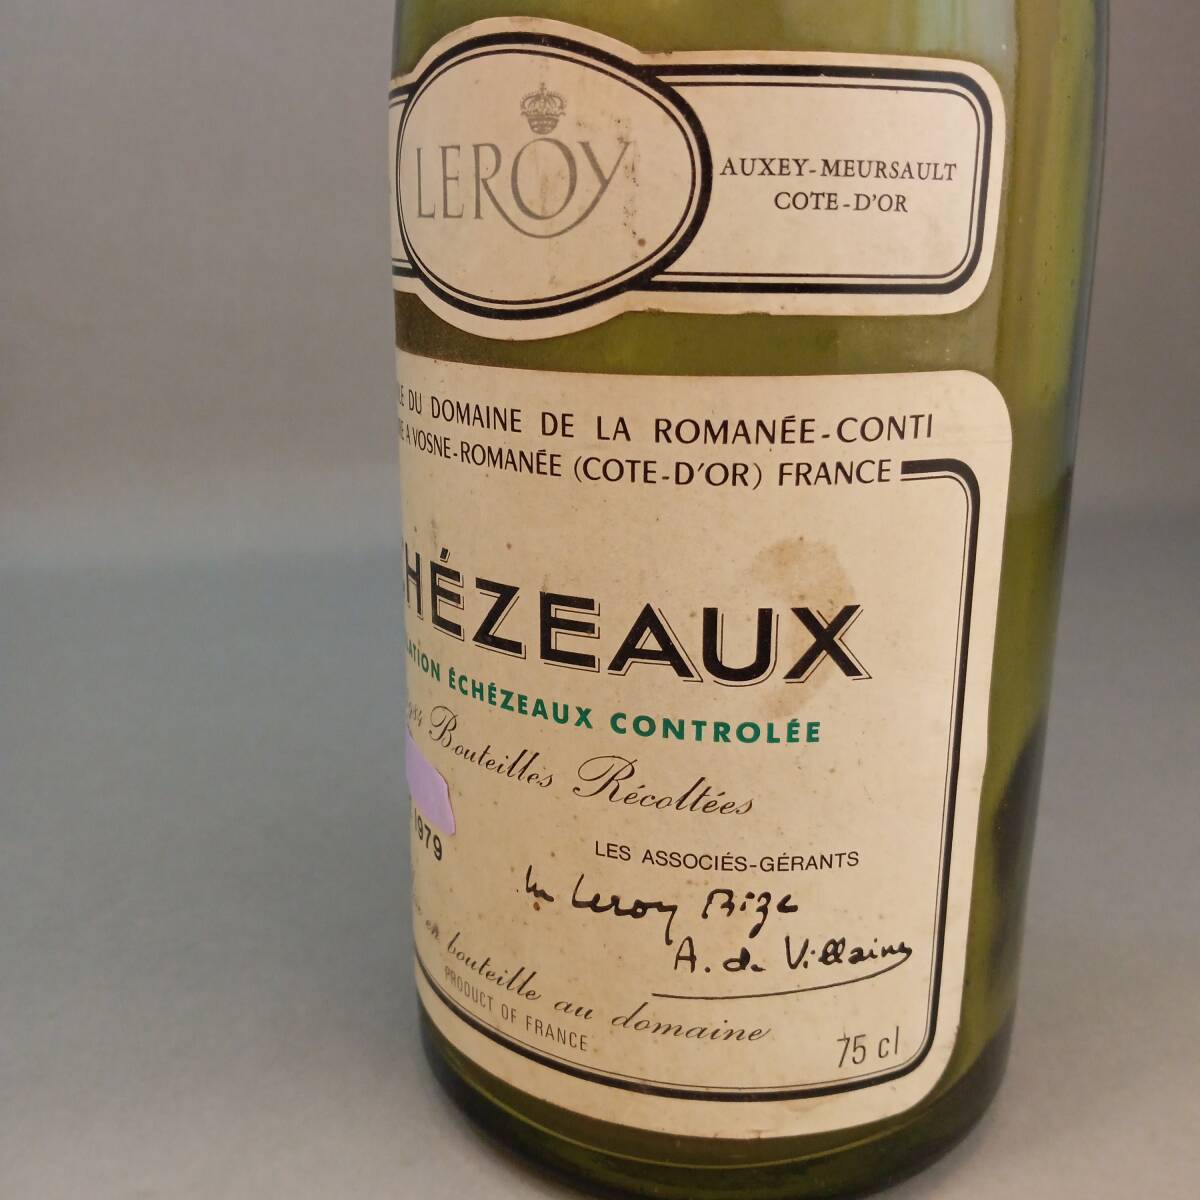 LEROY
AUXEY-MEURSAULT
COTE-D'OR
DU DOMAINE DE LA ROMANÉE-CONTI
A VOSNE-ROMANÉE (COTE-D'OR) FRANCE
HÉZEAUX
ÉCHÉZEAUX CONTROLÉE
Bouteilles Récoltées
1979
LES ASSOCIÉS-GÉRANTS
Leroy Bize
A. de Villaine
en bouteille au domaine
PRODUCT OF FRANCE
75 cl